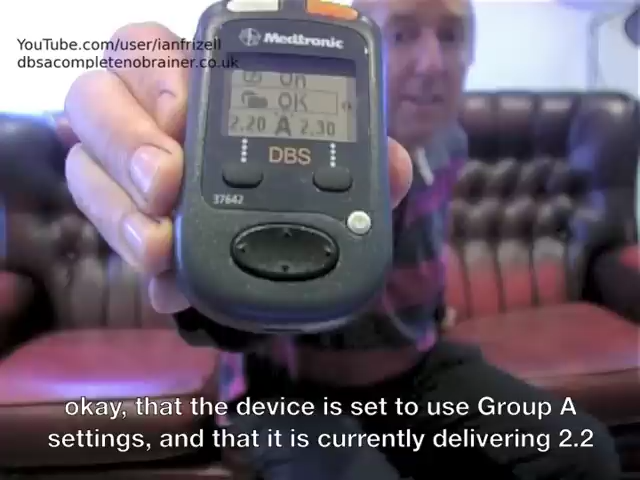 YouTube.com/user/ianfrizell
dbsacompletenobrainer.co.uk
Medtronic
OK
OK
2.20 A 2.30
DBS
37642
okay, that the device is set to use Group A
settings, and that it is currently delivering 2.2